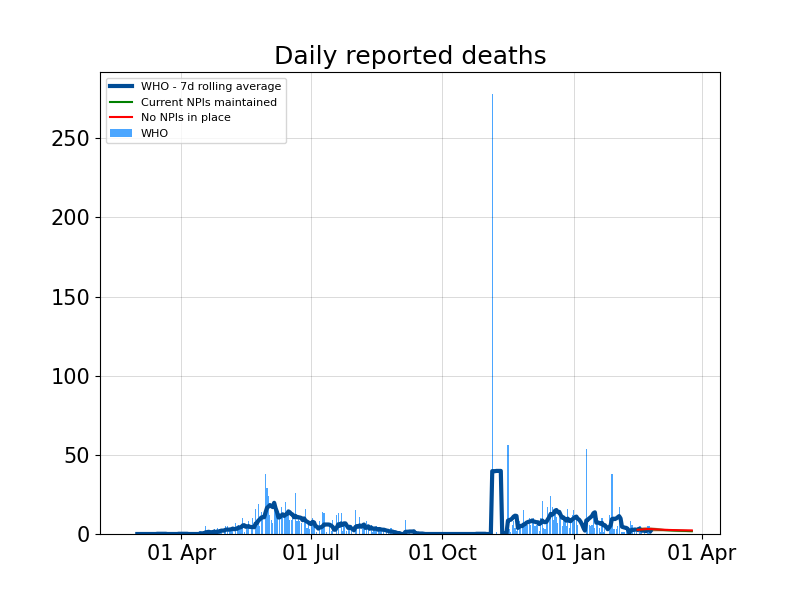 Daily reported deaths
WHO - 7d rolling average
Current NPIs maintained
No NPIs in place
WHO
250
200
150
100
50
0
01 Apr 01 Jul 01 Oct 01 Jan 01 Apr